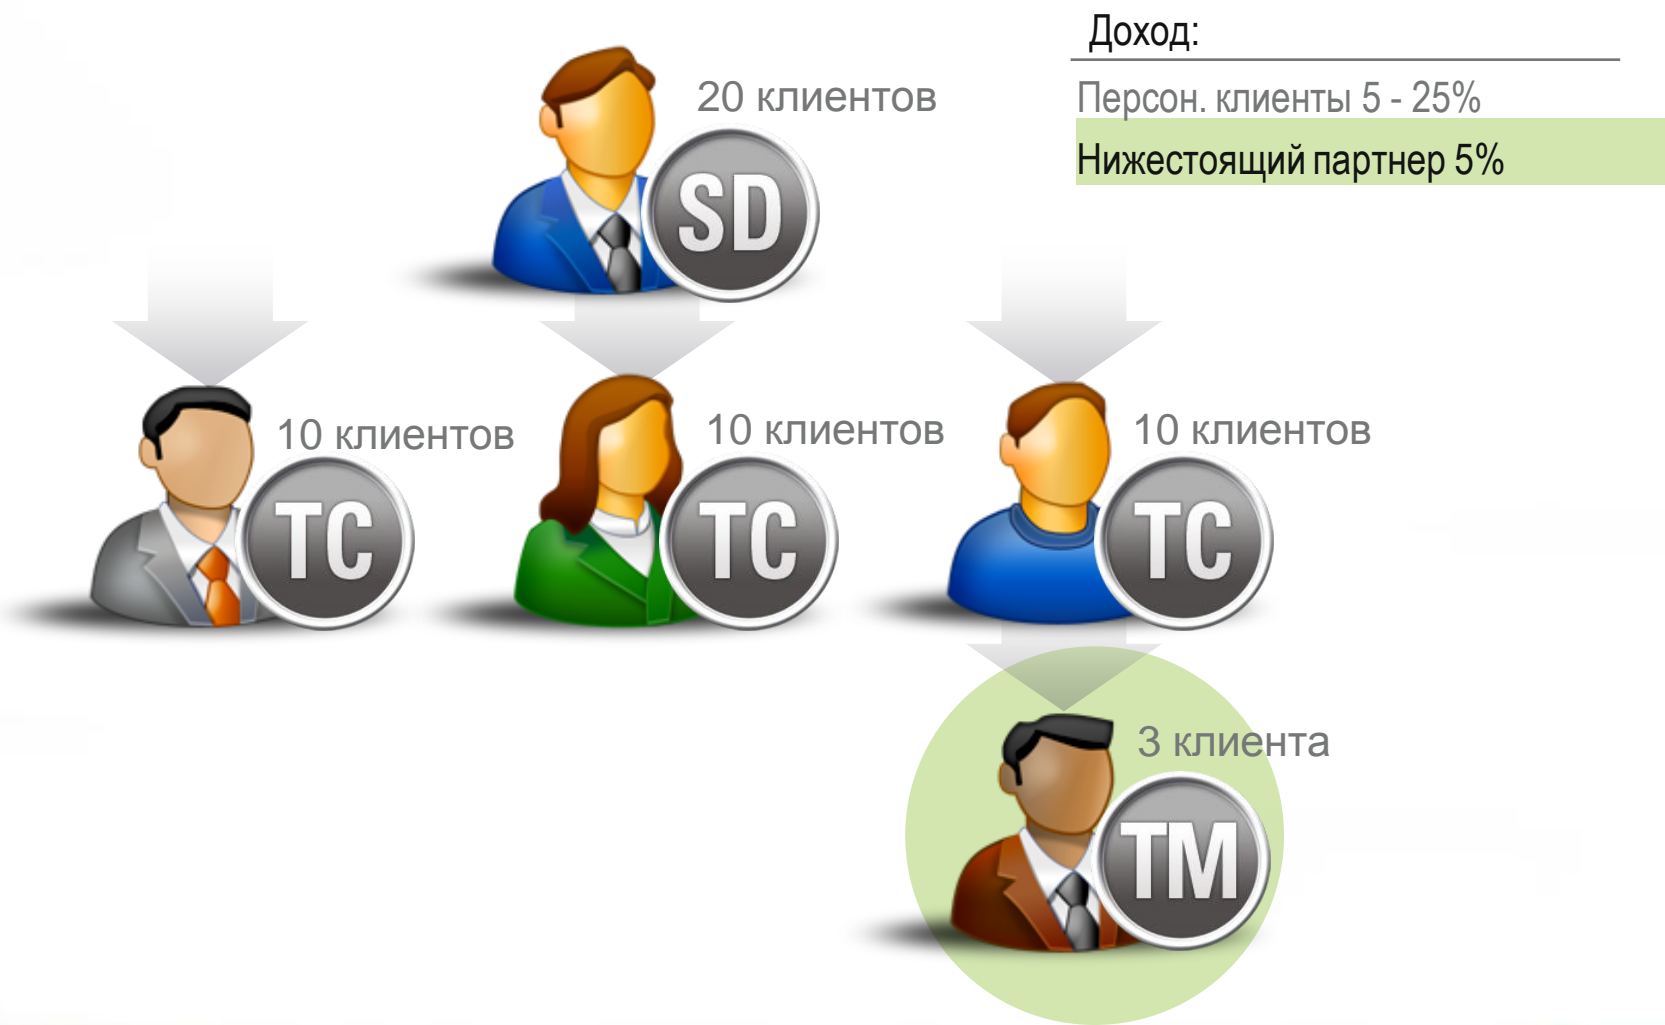 Доход:
20 клиентов
Персон. клиенты 5 - 25%
Нижестоящий партнер 5%
SD
10 клиентов
10 клиентов
10 клиентов
TC
TC
TC
3 клиента
TM